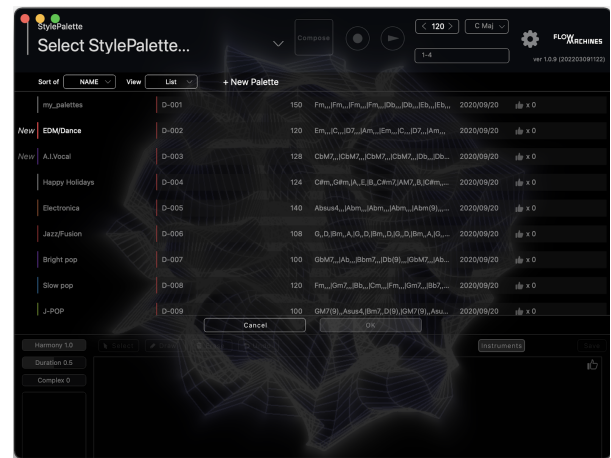 StylePalette
Select StylePalette...
Compose
< 120 >
C Maj
1-4
FLOW MACHINES
ver 1.0.9 (202203091122)
Sort of NAME View List + New Palette
my_palettes D-001 150 Fm,,,|Fm,,,|Fm,,,|Fm,,,|Db,,,|Db,,,|Eb,,,|Eb,,, 2020/09/20 x 0
New EDM/Dance D-002 120 Em,,,|C,,,|D7,,,|Am,,,|Em,,,|C,,,|D7,,,|Am,,, 2020/09/20 x 0
New A.I.Vocal D-003 128 CbM7,,,|CbM7,,,|CbM7,,,|CbM7,,,|Db,,,|Db... 2020/09/20 x 0
Happy Holidays D-004 124 C#m,,G#m,|A,,E,|B,,C#m7,|AM7,,B,|C#m,,... 2020/09/20 x 0
Electronica D-005 140 Absus4,,,|Abm,,,|Abm,,,|Abm,,,|Abm(9),,,... 2020/09/20 x 0
Jazz/Fusion D-006 108 G,,D,|Bm,,A,|G,,D,|Bm,,D,|G,,D,|Bm,,A,|G,,... 2020/09/20 x 0
Bright pop D-007 100 GbM7,,,|Ab,,,|Bbm7,,,|Db(9),,,|GbM7,,,|Ab... 2020/09/20 x 0
Slow pop D-008 120 Fm,,,|Gm7,,,|Bb,,,|Cm,,,|Fm,,,|Gm7,,,|Bb7,,... 2020/09/20 x 0
J-POP D-009 100 GM7(9),,Asus4,|Bm7,,D(9),|GM7(9),,Asu... 2020/09/20 x 0
Cancel OK
Harmony 1.0 Select Instruments Save
Duration 0.5
Complex 0